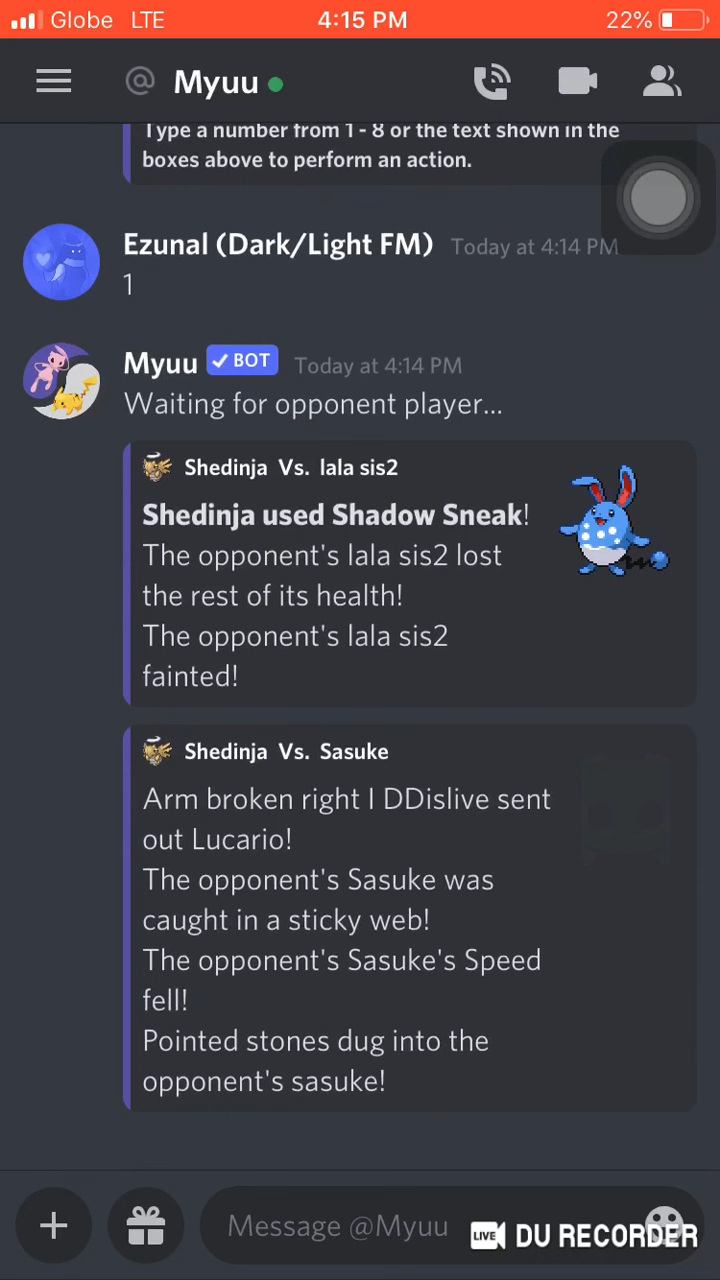 Globe LTE 4:15 PM 22%
@ Myuu
Type a number from 1 - 8 or the text shown in the
boxes above to perform an action.
Ezunal (Dark/Light FM) Today at 4:14 PM
1
Myuu BOT Today at 4:14 PM
Waiting for opponent player...
Shedinja Vs. lala sis2
Shedinja used Shadow Sneak!
The opponent's lala sis2 lost
the rest of its health!
The opponent's lala sis2
fainted!
Shedinja Vs. Sasuke
Arm broken right I DDislive sent
out Lucario!
The opponent's Sasuke was
caught in a sticky web!
The opponent's Sasuke's Speed
fell!
Pointed stones dug into the
opponent's sasuke!
Message @Myuu
LIVE DU RECORDER